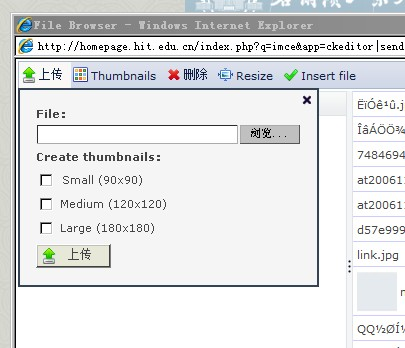 File Browser - Windows Internet Explorer
http://homepage.hit.edu.cn/index.php?q=imce&app=ckeditor|send
上传 Thumbnails 删除 Resize Insert file
File:
浏览...
Create thumbnails:
Small (90x90)
Medium (120x120)
Large (180x180)
上传
ËïÓê¹û.j
ÎâÁÖÖ¾
7484694
at20061
at20061
d57e999
link.jpg
QQ½ØÍ¼